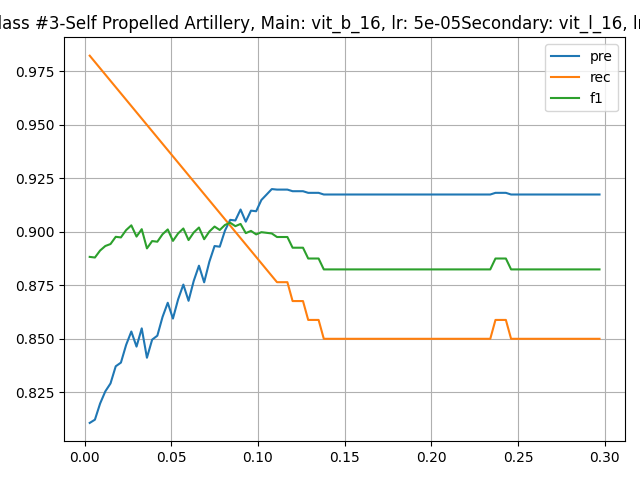 lass #3-Self Propelled Artillery, Main: vit_b_16, lr: 5e-05Secondary: vit_l_16, l
pre
rec
f1
0.975
0.950
0.925
0.900
0.875
0.850
0.825
0.00 0.05 0.10 0.15 0.20 0.25 0.30